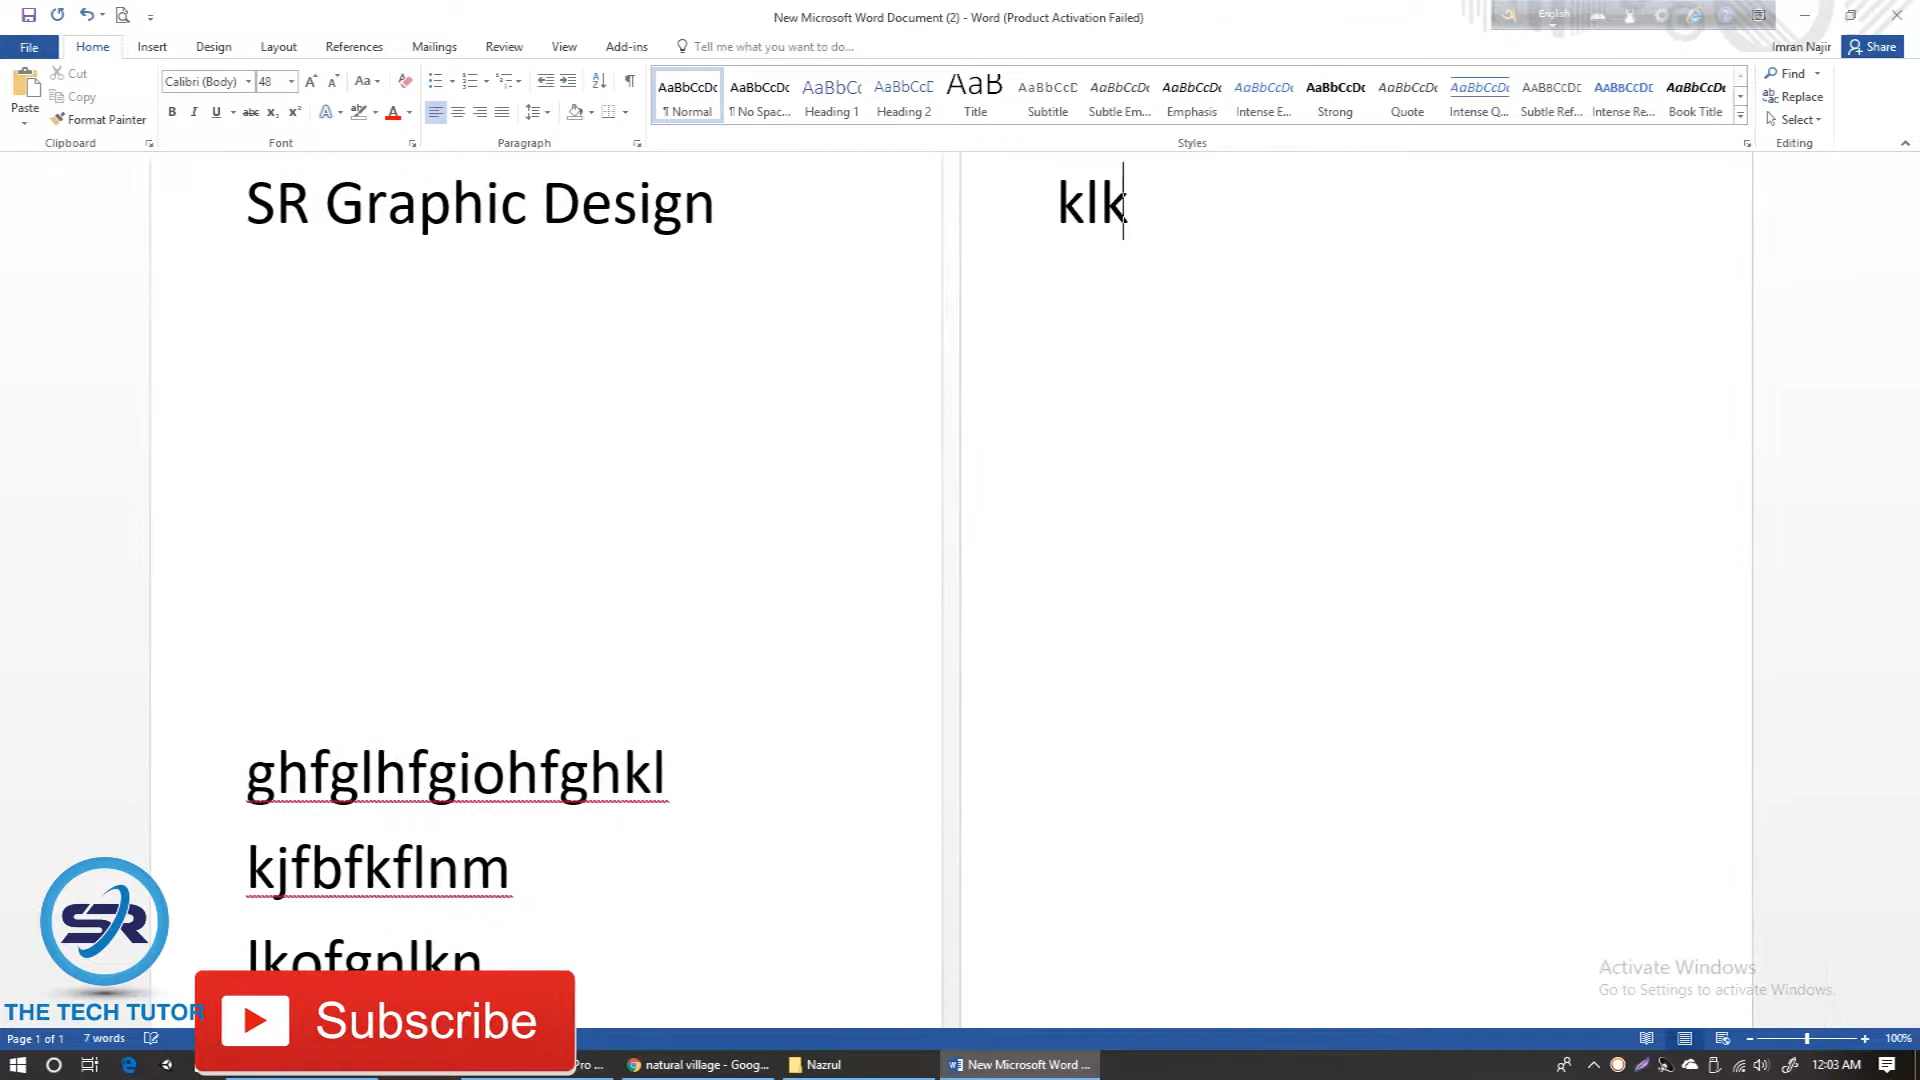 New Microsoft Word Document (2) - Word (Product Activation Failed)
English
File Home Insert Design Layout References Mailings Review View Add-ins Tell me what you want to do...
Imran Najir Share
Paste
Cut
Copy
Format Painter
Clipboard
Calibri (Body) 48
Font
Paragraph
AaBbCcDc AaBbCcDc AaBbCc AaBbCcD AaB AaBbCcD AaBbCcDc AaBbCcDc AaBbCcDc AaBbCcDc AaBbCcDc AaBbCcDc AABBCCDD AABBCCDD AaBbCcDc
¶ Normal ¶ No Spac... Heading 1 Heading 2 Title Subtitle Subtle Em... Emphasis Intense E... Strong Quote Intense Q... Subtle Ref... Intense Re... Book Title
Styles
Find
Replace
Select
Editing
SR Graphic Design
klk
ghfglhfgiohfghkl
kjfbfkflnm
lkofgnlkn
SR
THE TECH TUTOR
Subscribe
Activate Windows
Go to Settings to activate Windows.
Page 1 of 1 7 words
100%
Pro ...
natural village - Goog...
Nazrul
New Microsoft Word ...
12:03 AM